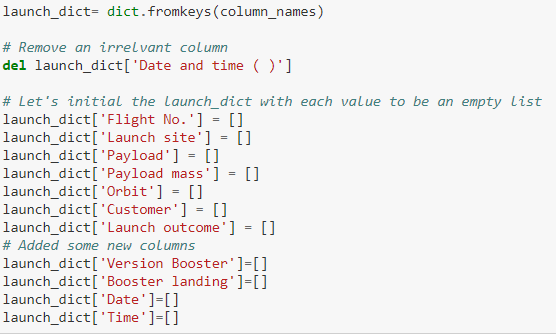 launch_dict= dict.fromkeys(column_names)
# Remove an irrelvant column
del launch_dict['Date and time ( )']
# Let's initial the launch_dict with each value to be an empty list
launch_dict['Flight No.'] = []
launch_dict['Launch site'] = []
launch_dict['Payload'] = []
launch_dict['Payload mass'] = []
launch_dict['Orbit'] = []
launch_dict['Customer'] = []
launch_dict['Launch outcome'] = []
# Added some new columns
launch_dict['Version Booster']=[]
launch_dict['Booster landing']=[]
launch_dict['Date']=[]
launch_dict['Time']=[]